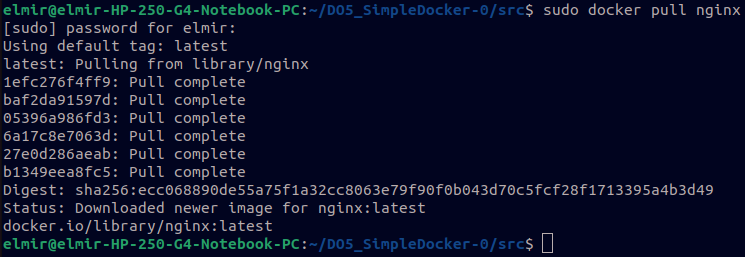 elmir@elmir-HP-250-G4-Notebook-PC:~/DO5_SimpleDocker-0/src$ sudo docker pull nginx
[sudo] password for elmir:
Using default tag: latest
latest: Pulling from library/nginx
1efc276f4ff9: Pull complete
baf2da91597d: Pull complete
05396a986fd3: Pull complete
6a17c8e7063d: Pull complete
27e0d286aeab: Pull complete
b1349eea8fc5: Pull complete
Digest: sha256:ecc068890de55a75f1a32cc8063e79f90f0b043d70c5fcf28f1713395a4b3d49
Status: Downloaded newer image for nginx:latest
docker.io/library/nginx:latest
elmir@elmir-HP-250-G4-Notebook-PC:~/DO5_SimpleDocker-0/src$